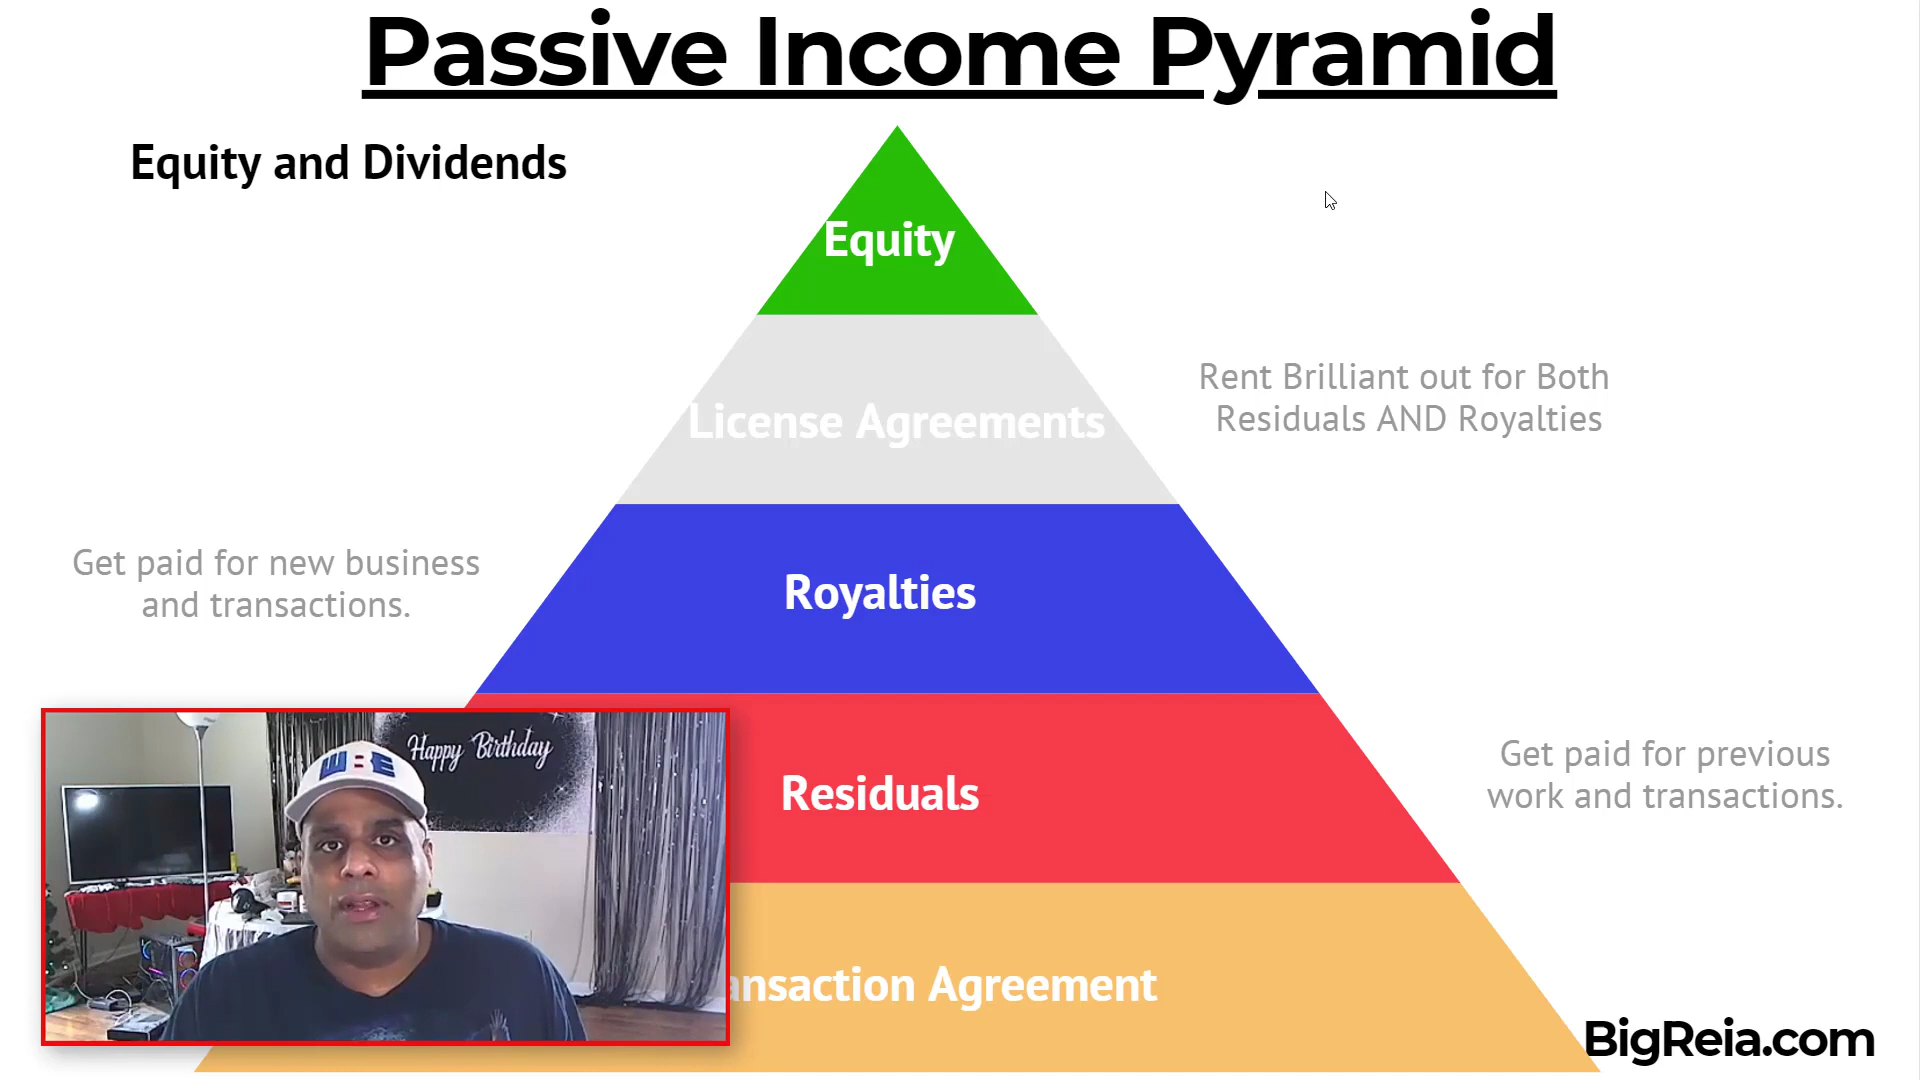 Passive Income Pyramid
Equity and Dividends
Equity
License Agreements
Rent Brilliant out for Both
Residuals AND Royalties
Get paid for new business
and transactions.
Royalties
Residuals
Get paid for previous
work and transactions.
Happy Birthday
WBE
ansaction Agreement
BigReia.com